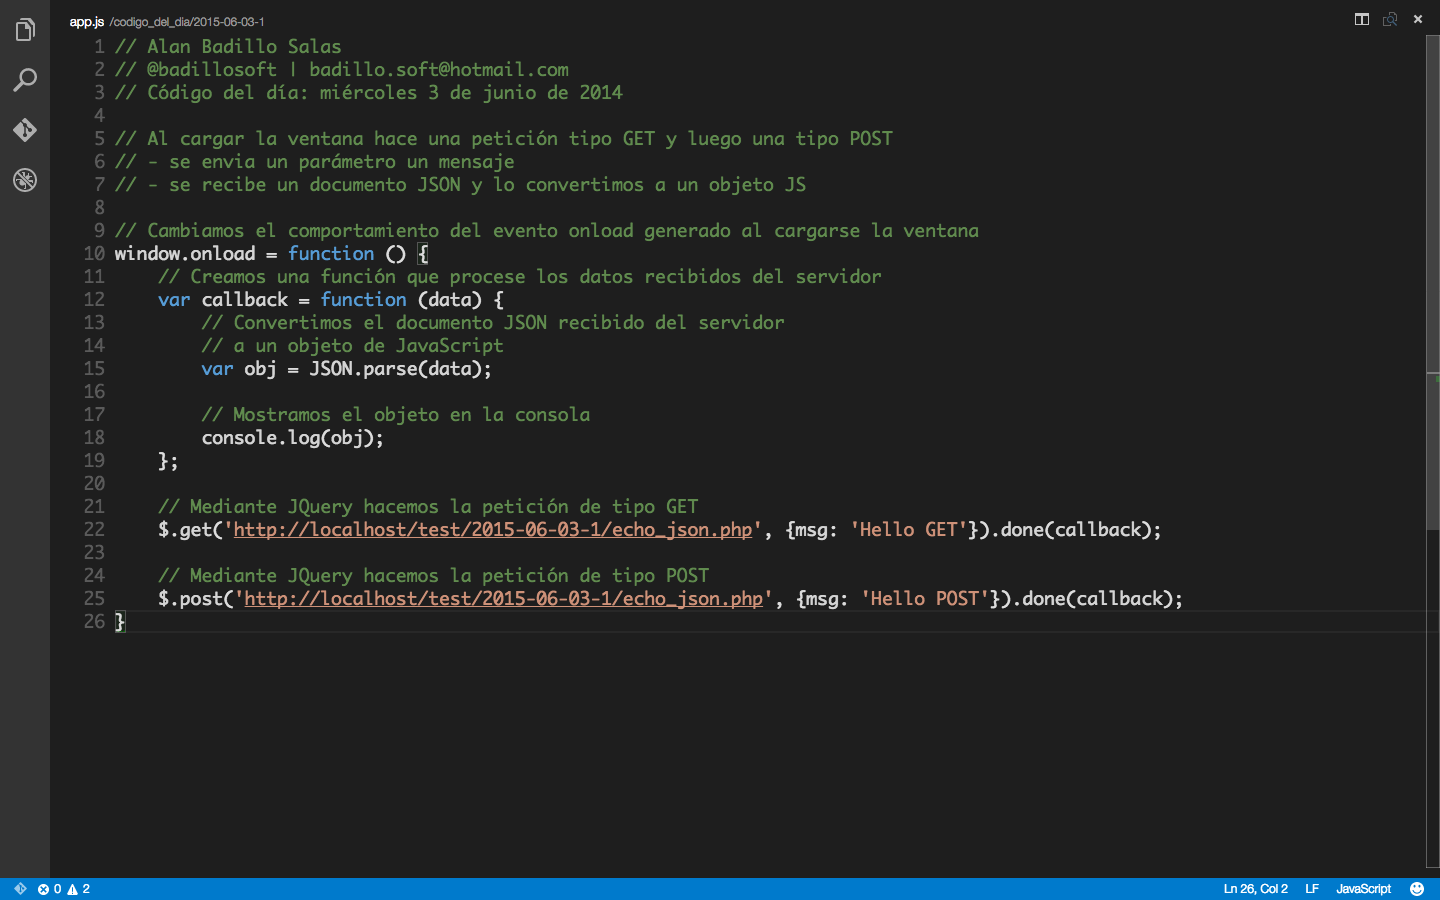 app.js /codigo_del_dia/2015-06-03-1
1 // Alan Badillo Salas
2 // @badillosoft | badillo.soft@hotmail.com
3 // Código del día: miércoles 3 de junio de 2014
4
5 // Al cargar la ventana hace una petición tipo GET y luego una tipo POST
6 // - se envia un parámetro un mensaje
7 // - se recibe un documento JSON y lo convertimos a un objeto JS
8
9 // Cambiamos el comportamiento del evento onload generado al cargarse la ventana
10 window.onload = function () {
11     // Creamos una función que procese los datos recibidos del servidor
12     var callback = function (data) {
13         // Convertimos el documento JSON recibido del servidor
14         // a un objeto de JavaScript
15         var obj = JSON.parse(data);
16
17         // Mostramos el objeto en la consola
18         console.log(obj);
19     };
20
21     // Mediante JQuery hacemos la petición de tipo GET
22     $.get('http://localhost/test/2015-06-03-1/echo_json.php', {msg: 'Hello GET'}).done(callback);
23
24     // Mediante JQuery hacemos la petición de tipo POST
25     $.post('http://localhost/test/2015-06-03-1/echo_json.php', {msg: 'Hello POST'}).done(callback);
26 }
0 2 Ln 26, Col 2 LF JavaScript